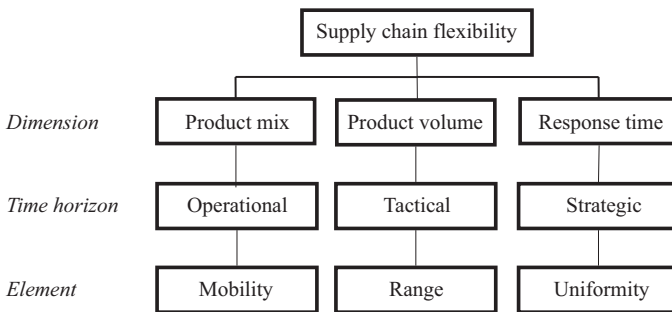 Supply chain flexibility
Dimension Product mix Product volume Response time
Time horizon Operational Tactical Strategic
Element Mobility Range Uniformity